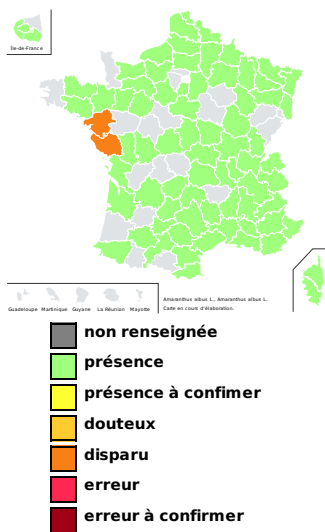 Île-de-France
Guadeloupe Martinique Guyane La Réunion Mayotte
Amaranthus albus L., Amaranthus albus L.
Carte en cours d'élaboration.
non renseignée
présence
présence à confimer
douteux
disparu
erreur
erreur à confirmer